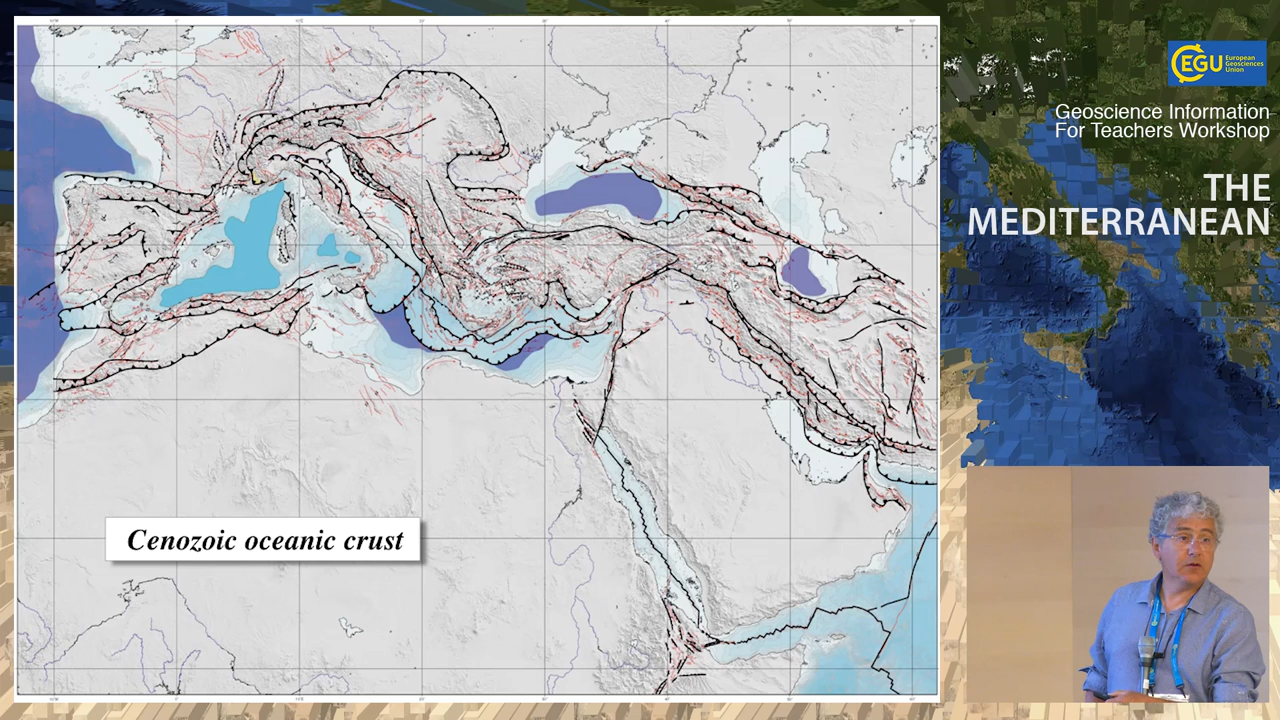 Cenozoic oceanic crust
EGU
European
Geosciences
Union
Geoscience Information
For Teachers Workshop
THE
MEDITERRANEAN